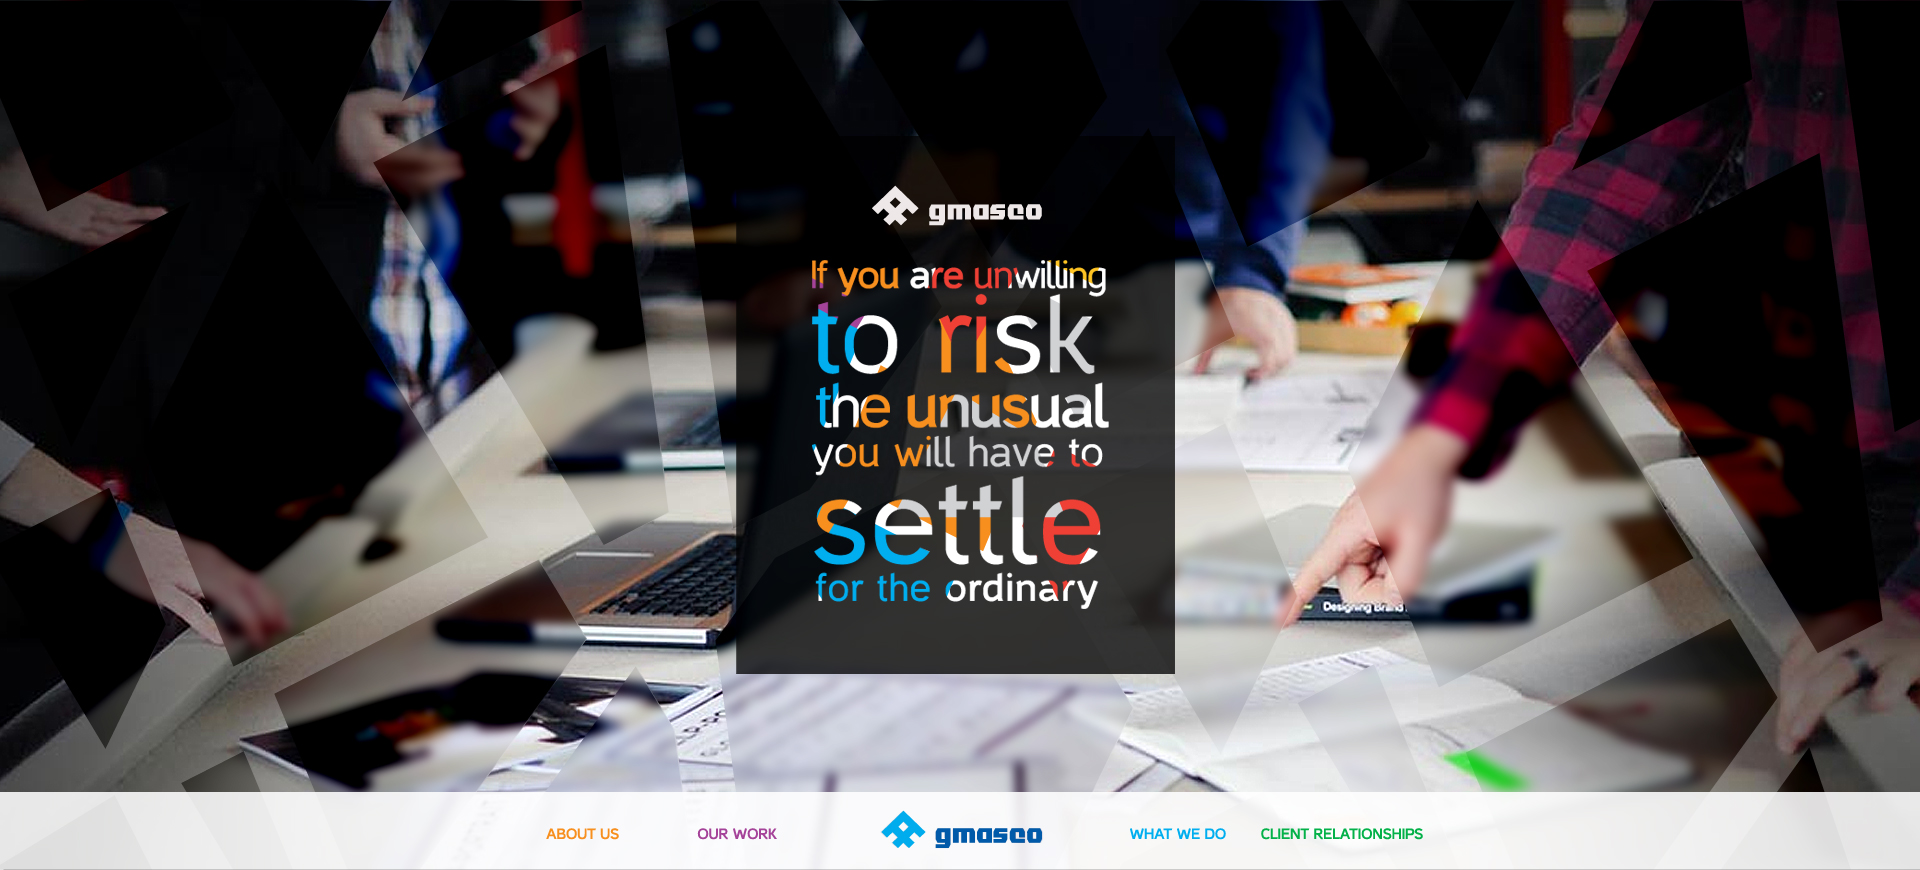 gmasco
If you are unwilling
to risk
the unusual
you will have to
settle
for the ordinary
Designing Brand
ABOUT US
OUR WORK
gmasco
WHAT WE DO
CLIENT RELATIONSHIPS